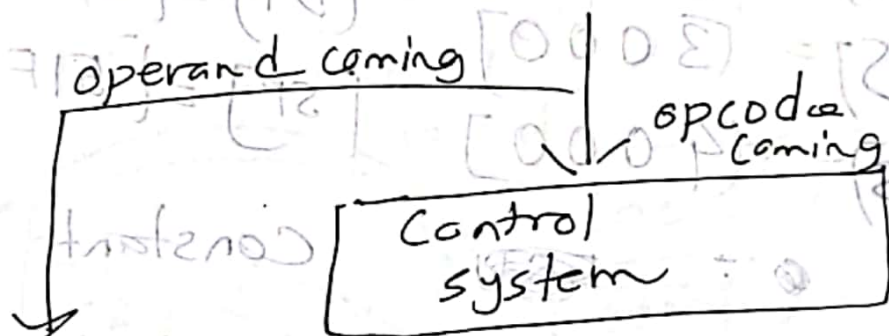 operand coming
opcode
coming
Control
system